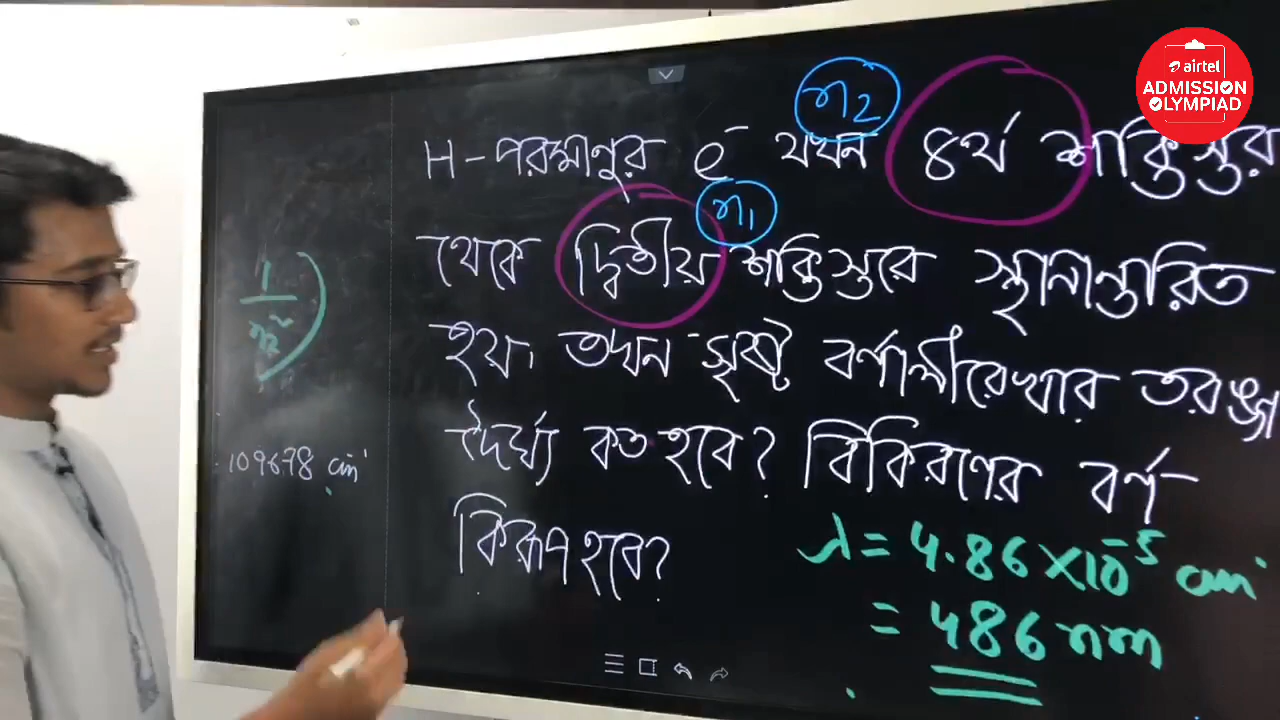 airtel
ADMISSION
OLYMPIAD
n₂
H-পরমাণুর e⁻ যখন ৪র্থ শক্তিস্তর
n₁
থেকে দ্বিতীয় শক্তিস্তরে স্থানান্তরিত
হয়, তখন সৃষ্ট বর্ণালীরেখার তরঙ্গ
দৈর্ঘ্য কত হবে? বিকিরণের বর্ণ
কিরূপ হবে?
λ = 4.86 × 10⁻⁵ cm
= 486 nm
109678 cm⁻¹